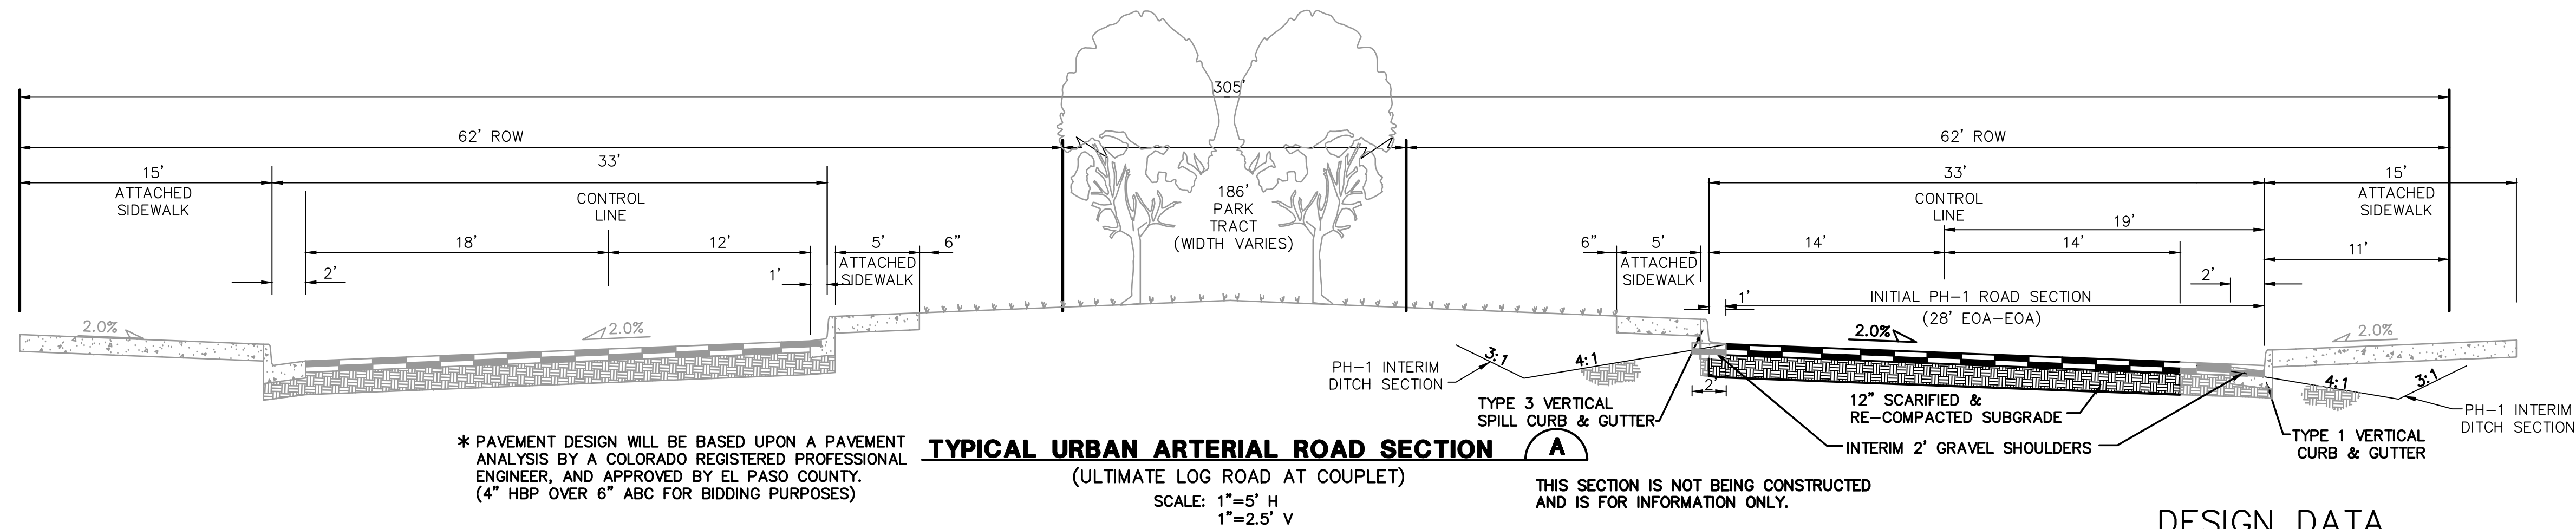 305'
62' ROW
62' ROW
15'
ATTACHED
SIDEWALK
33'
CONTROL
LINE
18'
12'
2'
1'
5'
6"
ATTACHED
SIDEWALK
2.0%
2.0%
186'
PARK
TRACT
(WIDTH VARIES)
33'
15'
ATTACHED
SIDEWALK
CONTROL
LINE
19'
6"
5'
ATTACHED
SIDEWALK
14'
14'
11'
2'
1'
INITIAL PH-1 ROAD SECTION
(28' EOA-EOA)
2.0%
2.0%
PH-1 INTERIM
DITCH SECTION
3:1
4:1
2'
4:1
3:1
PH-1 INTERIM
DITCH SECTION
TYPE 3 VERTICAL
SPILL CURB & GUTTER
12" SCARIFIED &
RE-COMPACTED SUBGRADE
INTERIM 2' GRAVEL SHOULDERS
TYPE 1 VERTICAL
CURB & GUTTER
* PAVEMENT DESIGN WILL BE BASED UPON A PAVEMENT
ANALYSIS BY A COLORADO REGISTERED PROFESSIONAL
ENGINEER, AND APPROVED BY EL PASO COUNTY.
(4" HBP OVER 6" ABC FOR BIDDING PURPOSES)
TYPICAL URBAN ARTERIAL ROAD SECTION A
(ULTIMATE LOG ROAD AT COUPLET)
SCALE: 1"=5' H
1"=2.5' V
THIS SECTION IS NOT BEING CONSTRUCTED
AND IS FOR INFORMATION ONLY.
DESIGN DATA